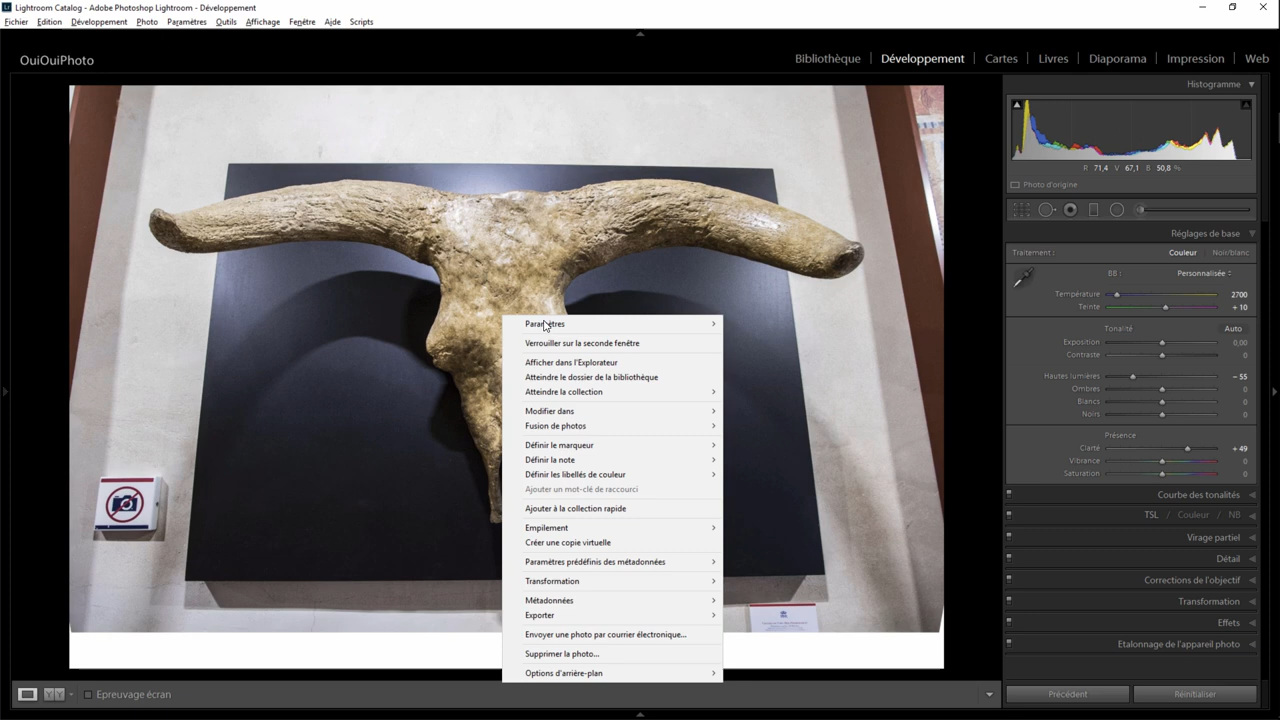 Lr Lightroom Catalog - Adobe Photoshop Lightroom - Développement
Fichier Edition Développement Photo Paramètres Outils Affichage Fenêtre Aide Scripts
OuiOuiPhoto
Bibliothèque | Développement | Cartes | Livres | Diaporama | Impression | Web
Histogramme
R 71,4 V 67,1 B 50,8 %
Photo d'origine
Réglages de base
Traitement : Couleur Noir/blanc
BB : Personnalisée
Température 2700
Teinte + 10
Tonalité Auto
Exposition 0,00
Contraste 0
Hautes lumières – 55
Ombres 0
Blancs 0
Noirs 0
Présence
Clarté + 49
Vibrance 0
Saturation 0
Courbe des tonalités
TSL / Couleur / NB
Virage partiel
Détail
Corrections de l'objectif
Transformation
Effets
Etalonnage de l'appareil photo
Précédent Réinitialiser
Paramètres
Verrouiller sur la seconde fenêtre
Afficher dans l'Explorateur
Atteindre le dossier de la bibliothèque
Atteindre la collection
Modifier dans
Fusion de photos
Définir le marqueur
Définir la note
Définir les libellés de couleur
Ajouter un mot-clé de raccourci
Ajouter à la collection rapide
Empilement
Créer une copie virtuelle
Paramètres prédéfinis des métadonnées
Transformation
Métadonnées
Exporter
Envoyer une photo par courrier électronique...
Supprimer la photo...
Options d'arrière-plan
Y Y
Epreuvage écran